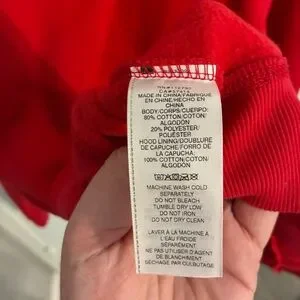 MADE IN CHINA/FABRIQUÉ
EN CHINE/HECHO EN
CHINA
BODY/CORPS/CUERPO:
80% COTTON/COTON/
ALGODÓN
20% POLYESTER/
POLIÉSTER
HOOD LINING/DOUBLURE
DE CAPUCHE/FORRO DE
LA CAPUCHA:
100% COTTON/COTON/
ALGODÓN
MACHINE WASH COLD
SEPARATELY
DO NOT BLEACH
TUMBLE DRY LOW
DO NOT IRON
DO NOT DRY CLEAN
LAVER À LA MACHINE À
L'EAU FROIDE
SÉPARÉMENT
NE PAS UTILISER D'AGENT
DE BLANCHIMENT
SÉCHAGE PAR CULBUTAGE